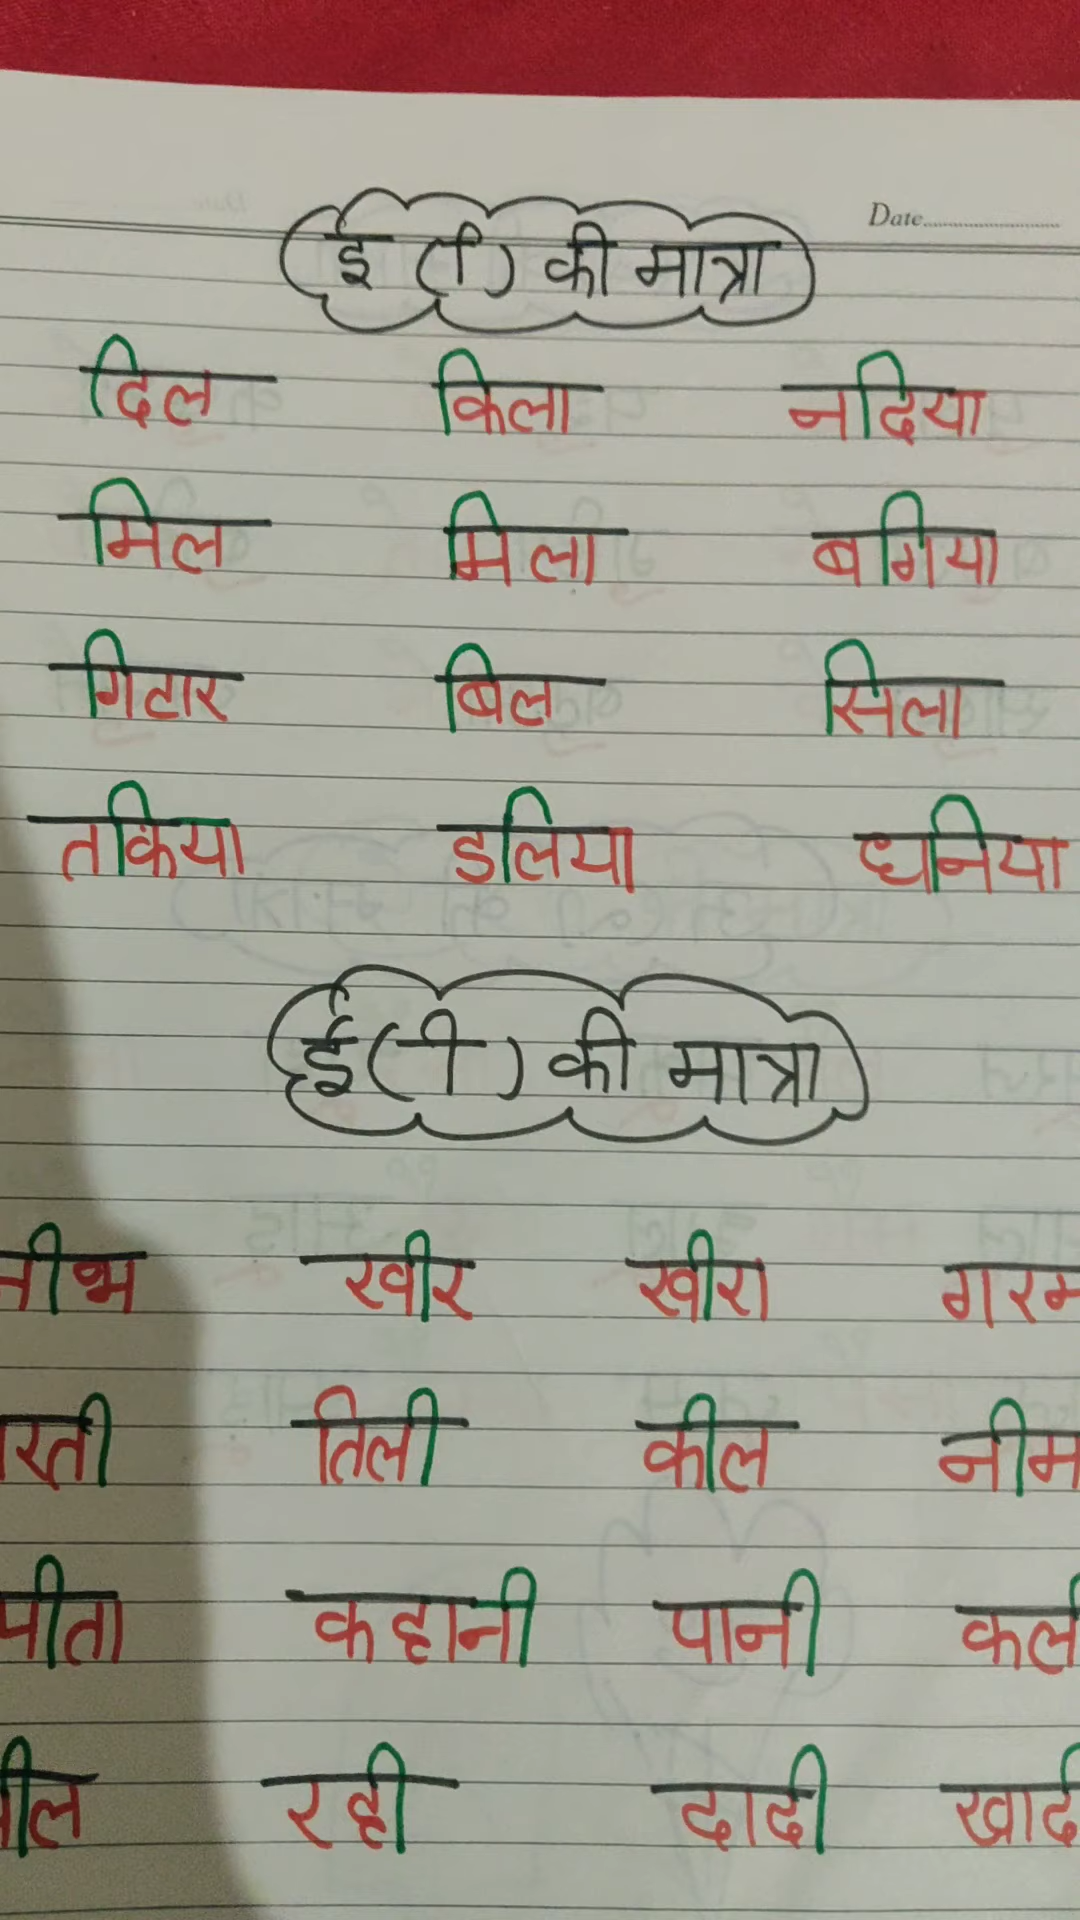 Date
इ (ि) की मात्रा
दिल किला नदिया
मिल मिला बगिया
गिटार बिल सिला
तकिया डलिया धनिया
ई (ी) की मात्रा
खीर खीरा
तिली कील नीम
पीता कहानी पानी
रही दादी